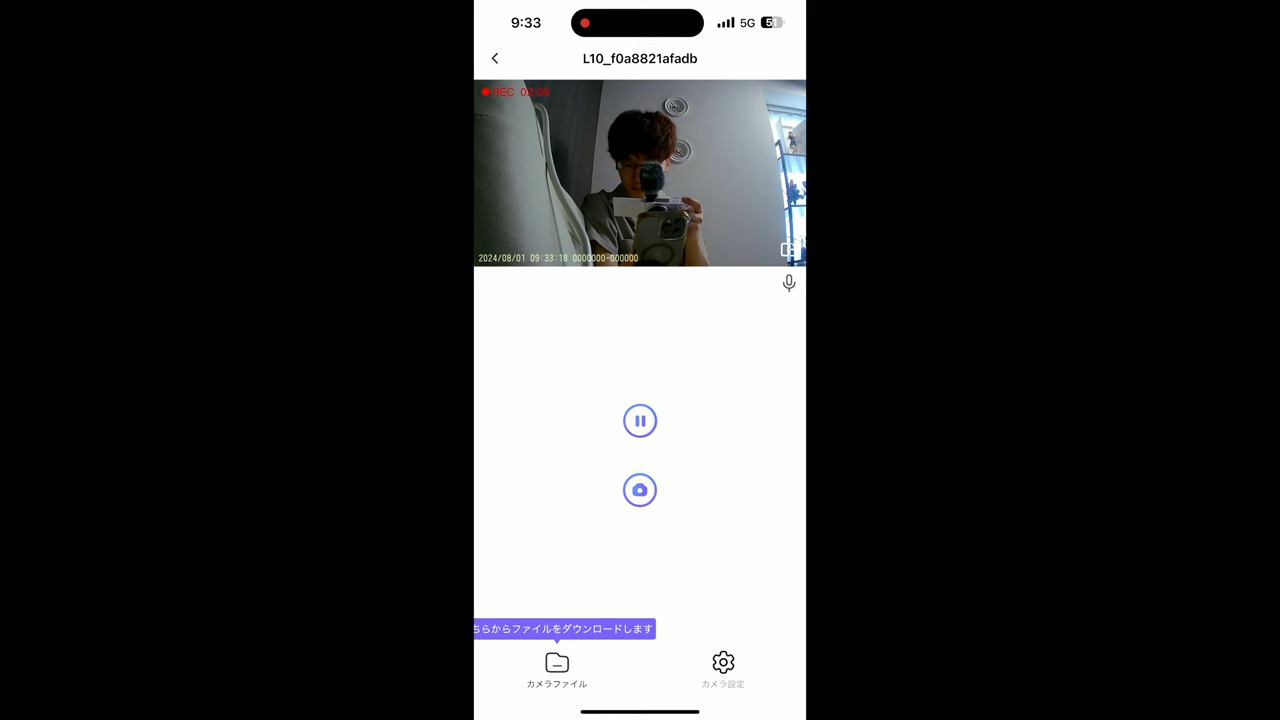 9:33
5G
51
L10_f0a8821afadb
REC 02:05
2024/08/01 09:33:18 0000000-000000
ちらからファイルをダウンロードします
カメラファイル
カメラ設定